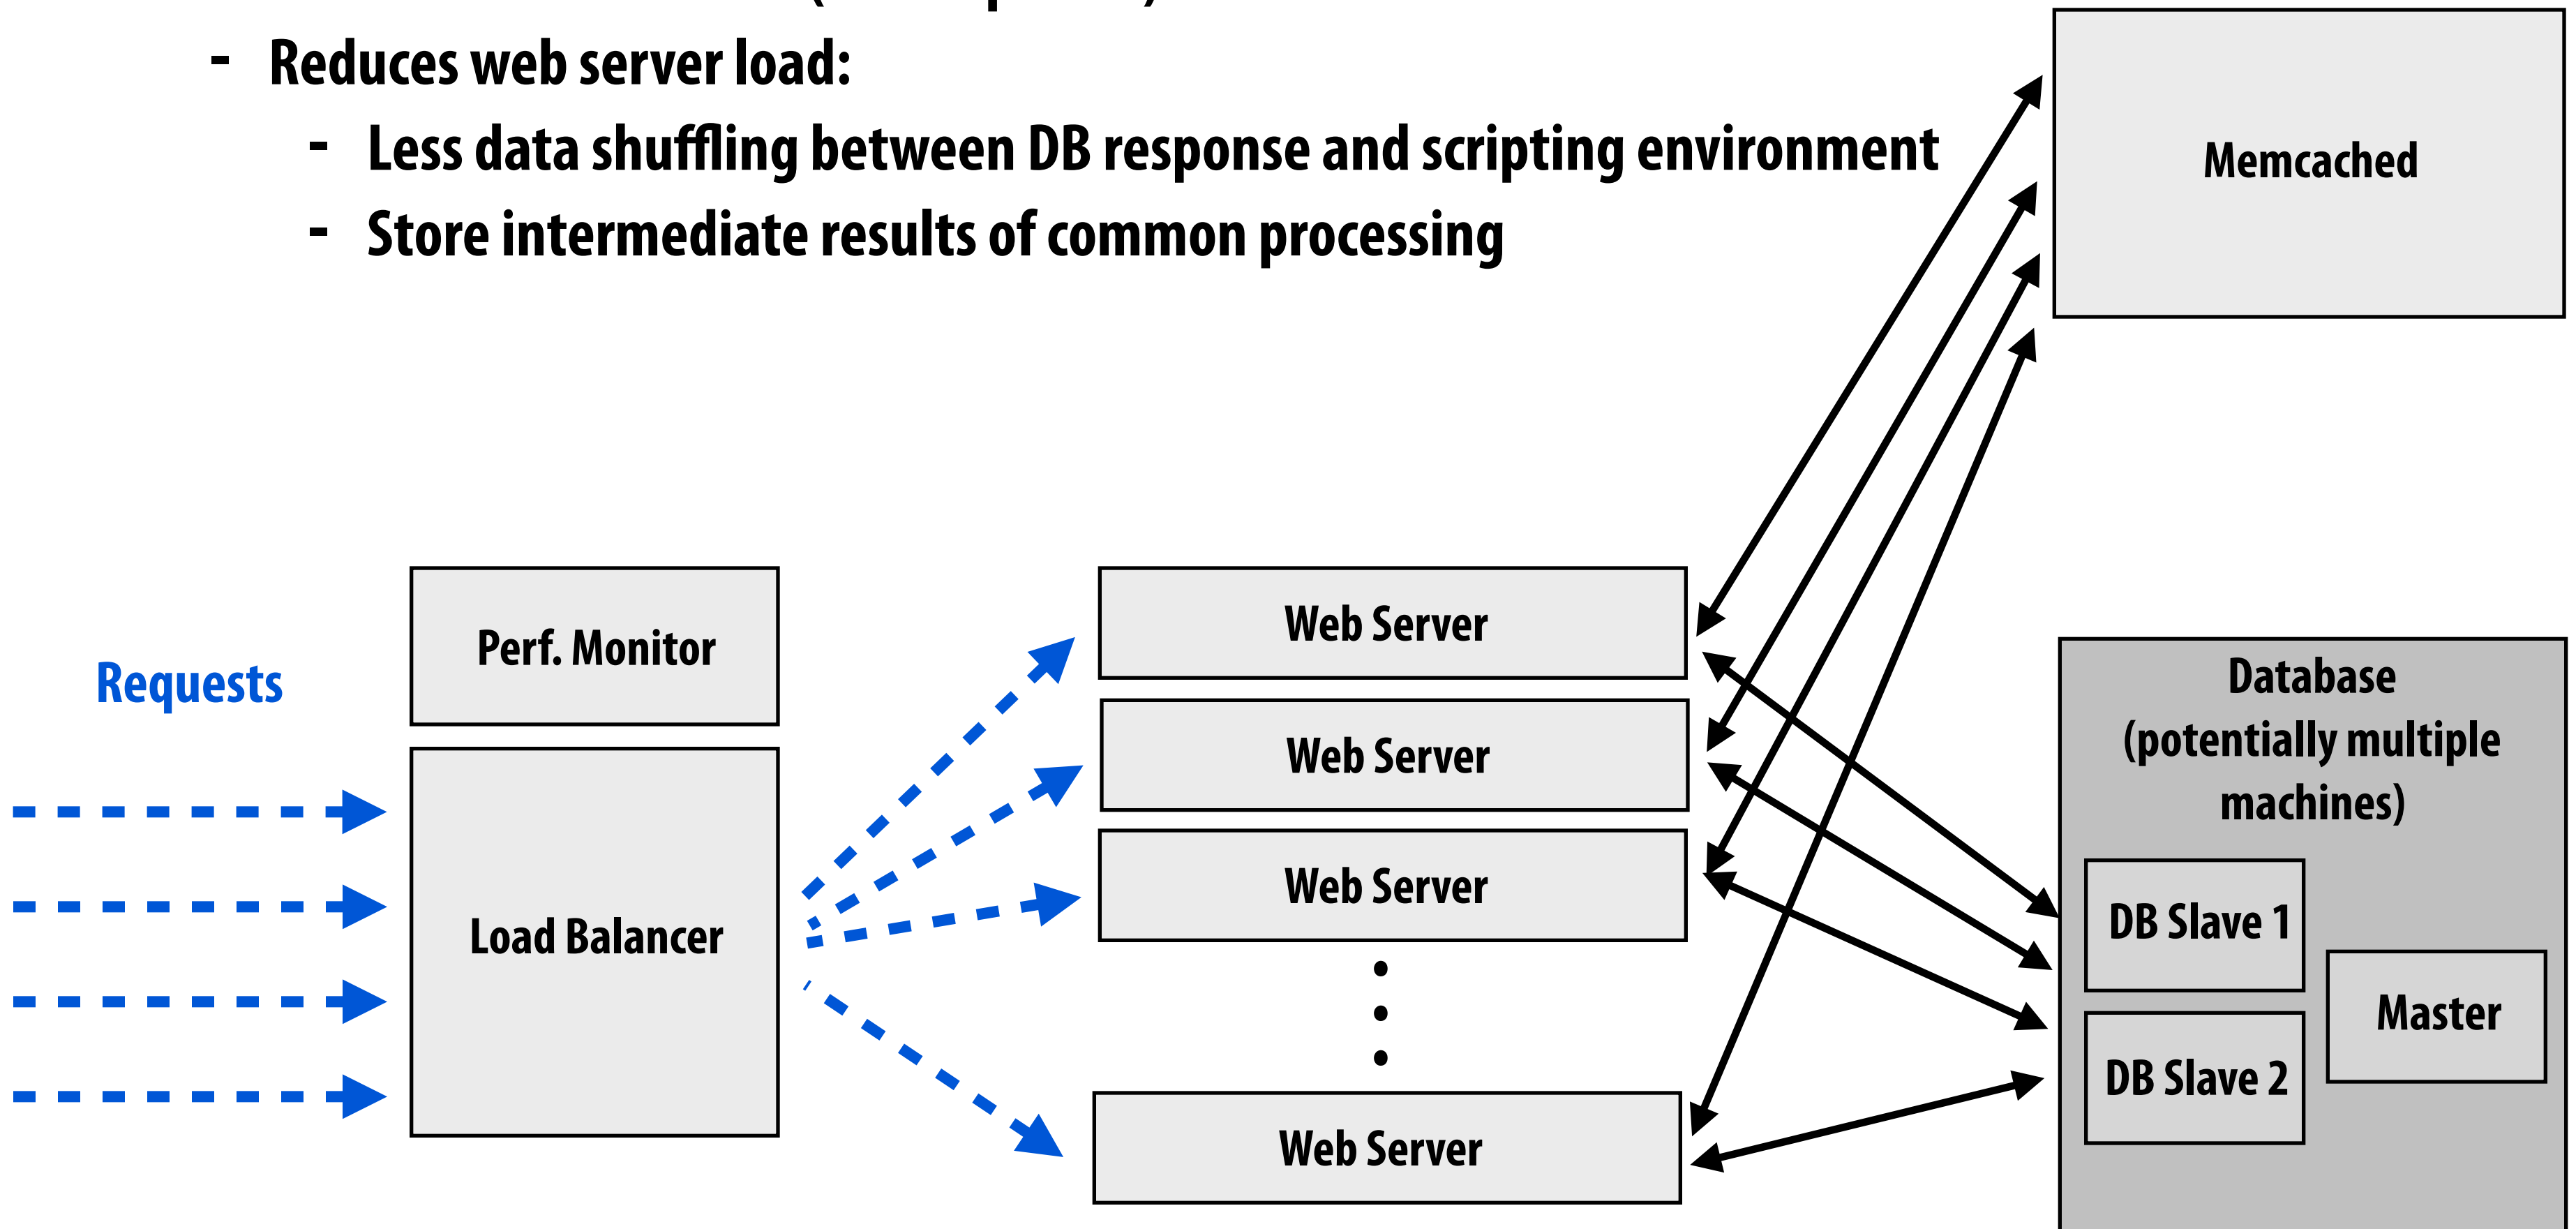 - Reduces web server load:
- Less data shuffling between DB response and scripting environment
- Store intermediate results of common processing
Memcached
Perf. Monitor
Requests
Load Balancer
Web Server
Web Server
Web Server
Web Server
Database
(potentially multiple
machines)
DB Slave 1
Master
DB Slave 2